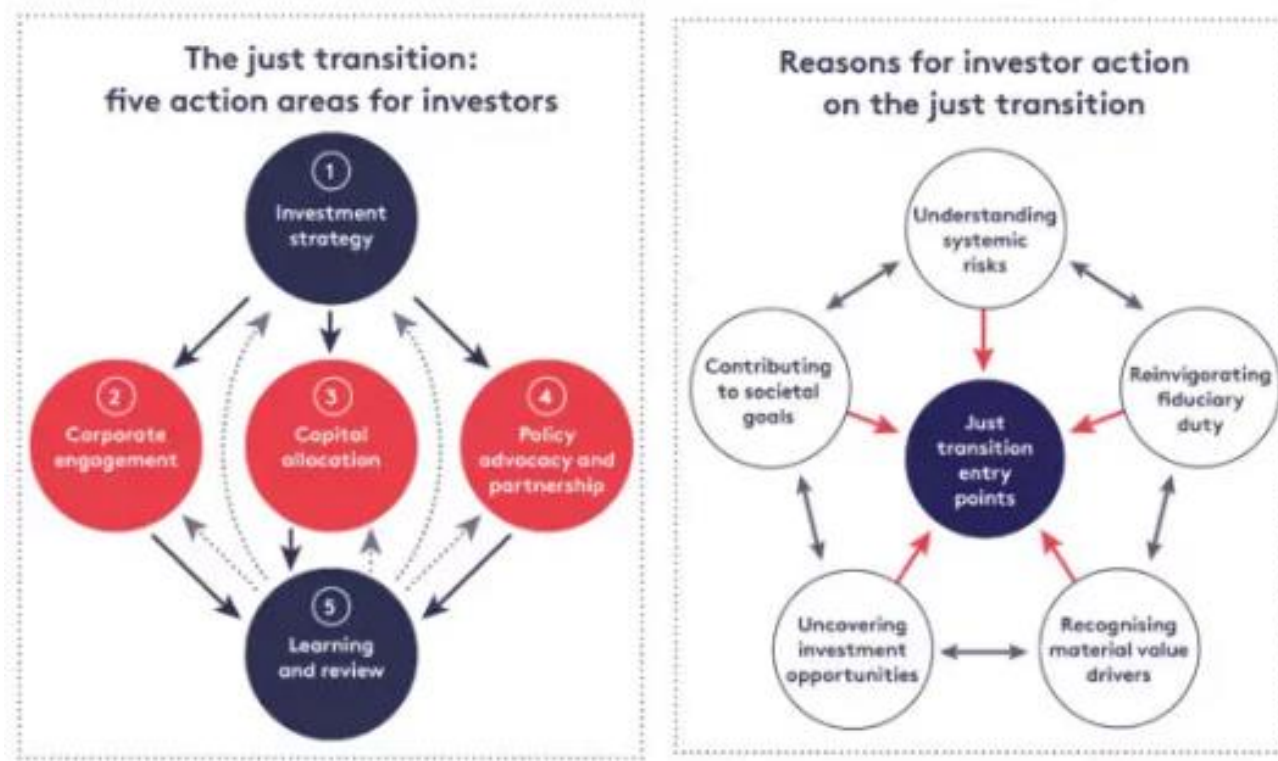 The just transition:
five action areas for investors
1
Investment
strategy
2
Corporate
engagement
3
Capital
allocation
4
Policy
advocacy and
partnership
5
Learning
and review
Reasons for investor action
on the just transition
Understanding
systemic
risks
Contributing
to societal
goals
Reinvigorating
fiduciary
duty
Just
transition
entry
points
Uncovering
investment
opportunities
Recognising
material value
drivers